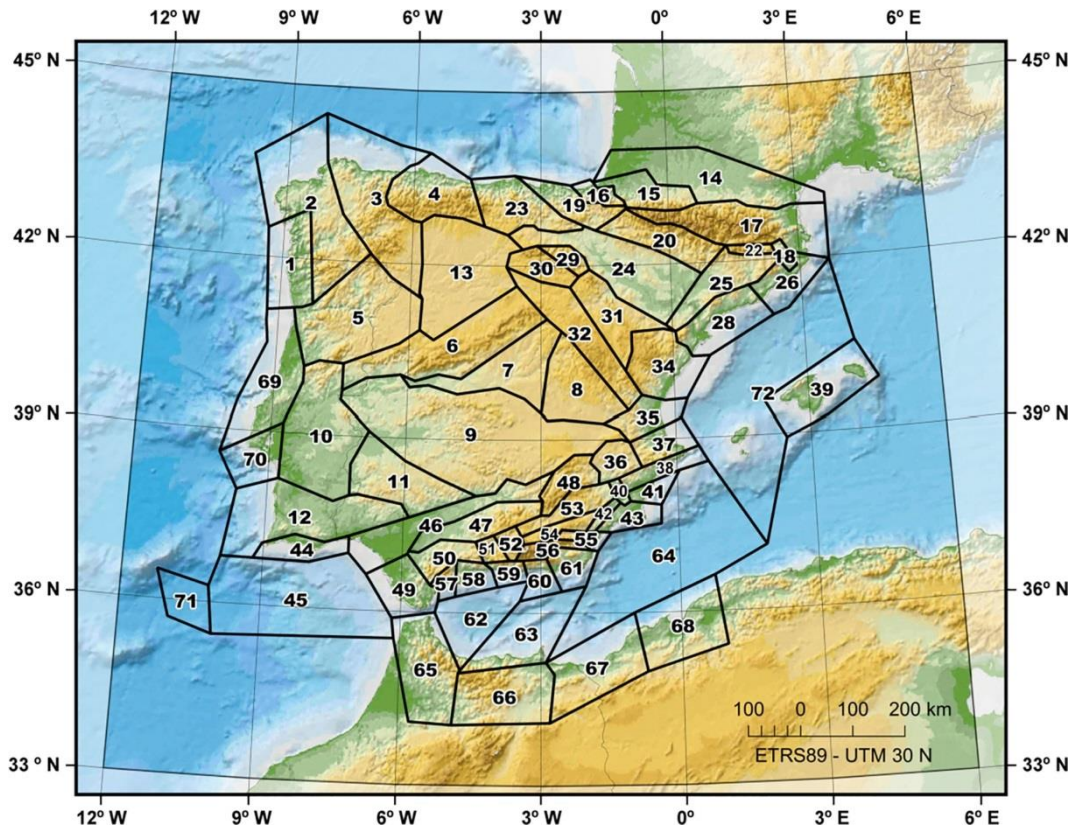 12º W 9º W 6º W 3º W 0º 3º E 6º E
45º N 45º N
14
2 3 4 16 15
23 19
17
42º N 20 42º N
1 13 30 29 24 22 18
25 26
5 31
28
6 32
7 34
69 8 72 39
39º N 39º N
35
10 9 37
70 36 38
11 48 40 41
12 46 47 53 42 43
44 51 52 54 55
50 56 64
49 57 58 59 60 61
36º N 36º N
71 45 62
63 68
65 67
66
100 0 100 200 km
ETRS89 - UTM 30 N
33 º N 33º N
12º W 9º W 6º W 3º W 0º 3º E 6º E